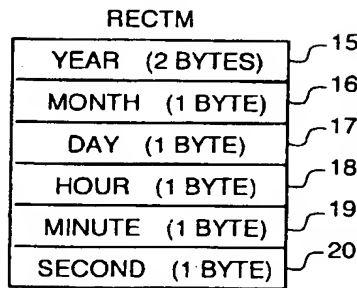 RECTM
YEAR (2 BYTES) 15
MONTH (1 BYTE) 16
DAY (1 BYTE) 17
HOUR (1 BYTE) 18
MINUTE (1 BYTE) 19
SECOND (1 BYTE) 20